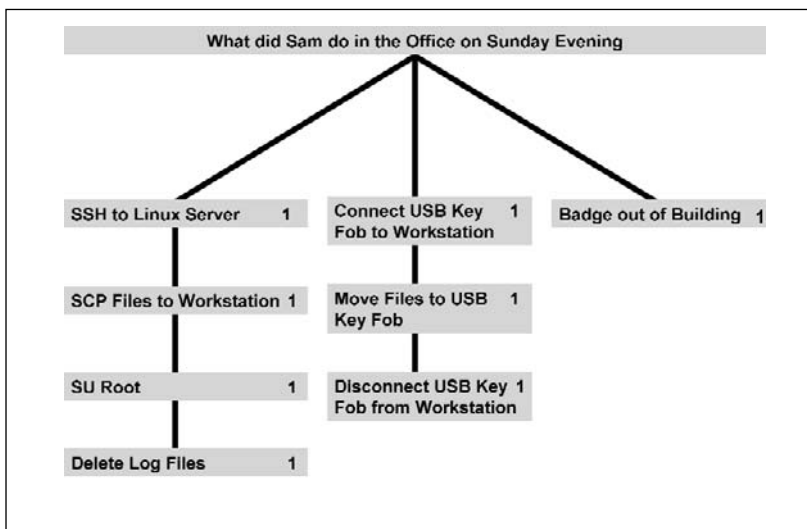 What did Sam do in the Office on Sunday Evening
SSH to Linux Server 1
Connect USB Key 1
Fob to Workstation
Badge out of Building 1
SCP Files to Workstation 1
Move Files to USB 1
Key Fob
SU Root 1
Disconnect USB Key 1
Fob from Workstation
Delete Log Files 1